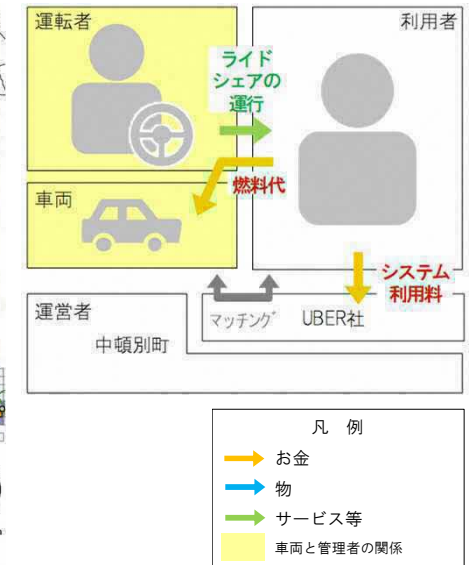 運転者
利用者
ライド
シェアの
運行
燃料代
車両
システム
利用料
運営者
マッチング
UBER社
中頓別町
凡 例
お金
物
サービス等
車両と管理者の関係